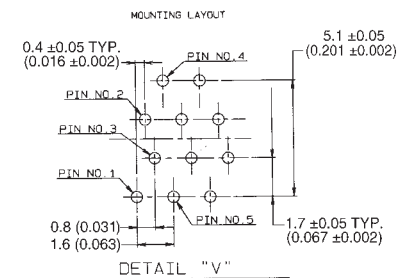 MOUNTING LAYOUT
0.4 ±0.05 TYP.
(0.016 ±0.002)
5.1 ±0.05
(0.201 ±0.002)
PIN NO.4
PIN NO.2
PIN NO.3
PIN NO.1
PIN NO.5
0.8 (0.031)
1.6 (0.063)
1.7 ±0.05 TYP.
(0.067 ±0.002)
DETAIL "V"